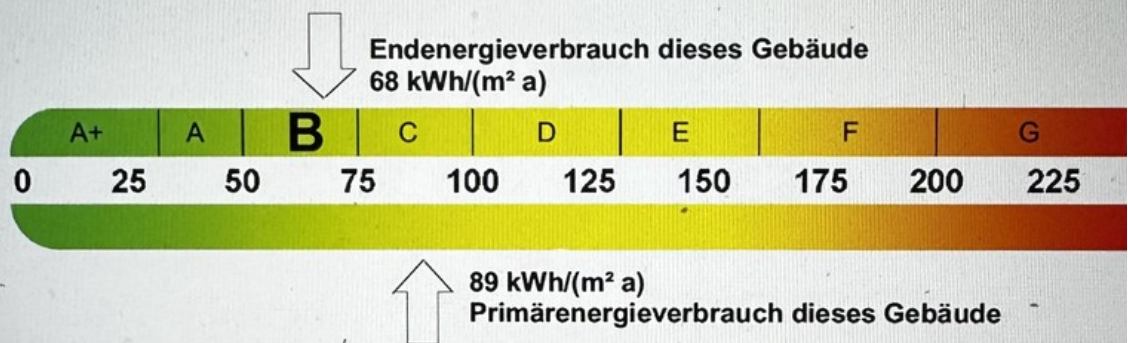 Endenergieverbrauch dieses Gebäude
68 kWh/(m² a)
A+ A B C D E F G
0 25 50 75 100 125 150 175 200 225
89 kWh/(m² a)
Primärenergieverbrauch dieses Gebäude